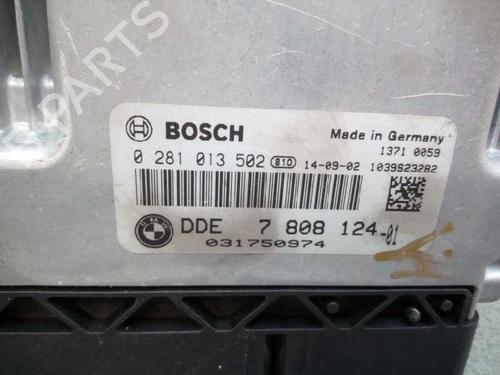 PARTS
BOSCH
Made in Germany
1371 0059
0 281 013 502 810 14-09-02 1039S23282
BMW
DDE 7 808 124-01
031750974